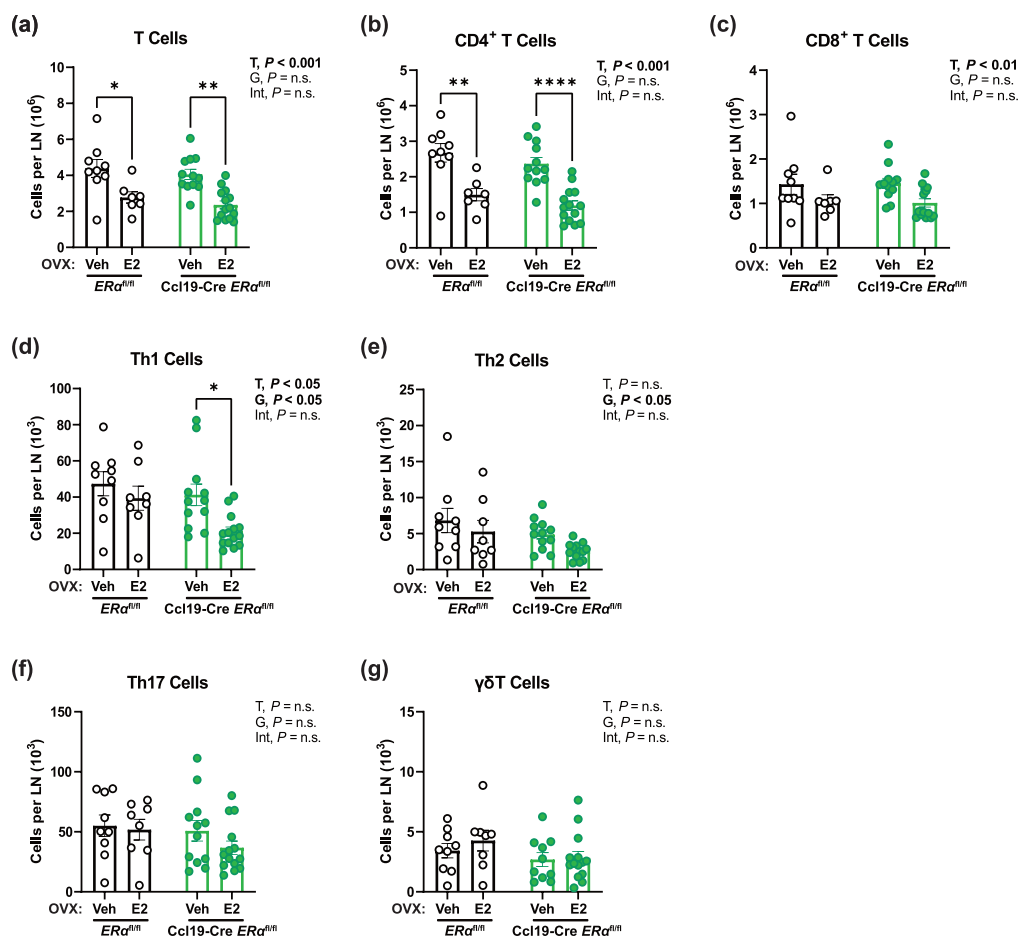 (a)
T Cells
T, P < 0.001
G, P = n.s.
Int, P = n.s.
Cells per LN (10⁶)
10
8
6
4
2
0
*
**
OVX: Veh E2 Veh E2
ERα^fl/fl Ccl19-Cre ERα^fl/fl
(b)
CD4⁺ T Cells
T, P < 0.001
G, P = n.s.
Int, P = n.s.
Cells per LN (10⁶)
5
4
3
2
1
0
**
****
OVX: Veh E2 Veh E2
ERα^fl/fl Ccl19-Cre ERα^fl/fl
(c)
CD8⁺ T Cells
T, P < 0.01
G, P = n.s.
Int, P = n.s.
Cells per LN (10⁶)
4
3
2
1
0
OVX: Veh E2 Veh E2
ERα^fl/fl Ccl19-Cre ERα^fl/fl
(d)
Th1 Cells
T, P < 0.05
G, P < 0.05
Int, P = n.s.
Cells per LN (10³)
100
80
60
40
20
0
*
OVX: Veh E2 Veh E2
ERα^fl/fl Ccl19-Cre ERα^fl/fl
(e)
Th2 Cells
T, P = n.s.
G, P < 0.05
Int, P = n.s.
Cells per LN (10³)
25
20
15
10
5
0
OVX: Veh E2 Veh E2
ERα^fl/fl Ccl19-Cre ERα^fl/fl
(f)
Th17 Cells
T, P = n.s.
G, P = n.s.
Int, P = n.s.
Cells per LN (10³)
150
100
50
0
OVX: Veh E2 Veh E2
ERα^fl/fl Ccl19-Cre ERα^fl/fl
(g)
γδT Cells
T, P = n.s.
G, P = n.s.
Int, P = n.s.
Cells per LN (10³)
15
10
5
0
OVX: Veh E2 Veh E2
ERα^fl/fl Ccl19-Cre ERα^fl/fl